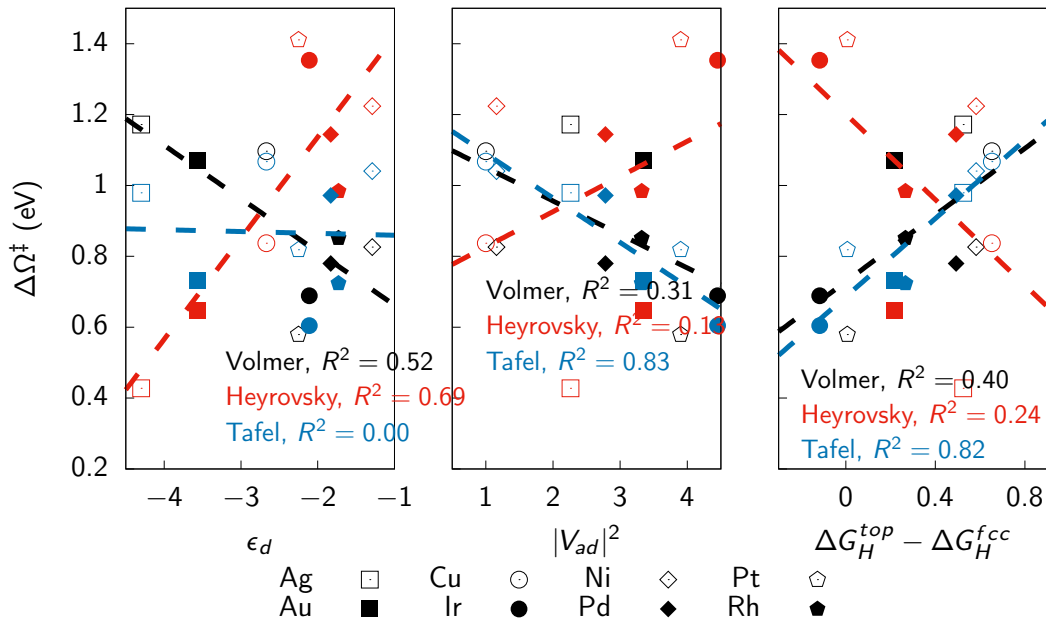 1.4
1.2
1
0.8
0.6
0.4
0.2
ΔΩ‡ (eV)
Volmer, R² = 0.52
Heyrovsky, R² = 0.69
Tafel, R² = 0.00
Volmer, R² = 0.31
Heyrovsky, R² = 0.1
Tafel, R² = 0.83
Volmer, R² = 0.40
Heyrovsky, R² = 0.24
Tafel, R² = 0.82
−4 −3 −2 −1
1 2 3 4
0 0.4 0.8
ϵ_d
|V_ad|²
ΔG_H^top − ΔG_H^fcc
Ag Cu Ni Pt
Au Ir Pd Rh